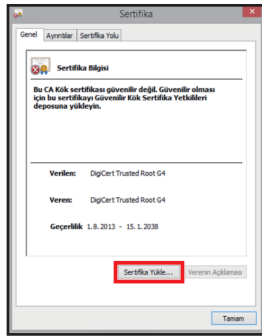 Sertifika
Genel Ayrıntılar Sertifika Yolu
Sertifika Bilgisi
Bu CA Kök sertifikası güvenilir değil. Güvenilir olması
için bu sertifikayı Güvenilir Kök Sertifika Yetkilileri
deposuna yükleyin.
Verilen: DigiCert Trusted Root G4
Veren: DigiCert Trusted Root G4
Geçerlilik 1.8.2013 - 15.1.2038
Sertifika Yükle... Verenin Açıklaması
Tamam